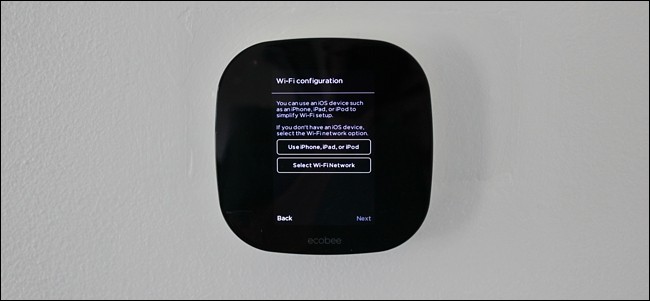 Wi-Fi configuration
You can use an iOS device such
as an iPhone, iPad, or iPod to
simplify Wi-Fi setup.
If you don't have an iOS device,
select the Wi-Fi network option.
Use iPhone, iPad, or iPod
Select Wi-Fi Network
Back Next
ecobee